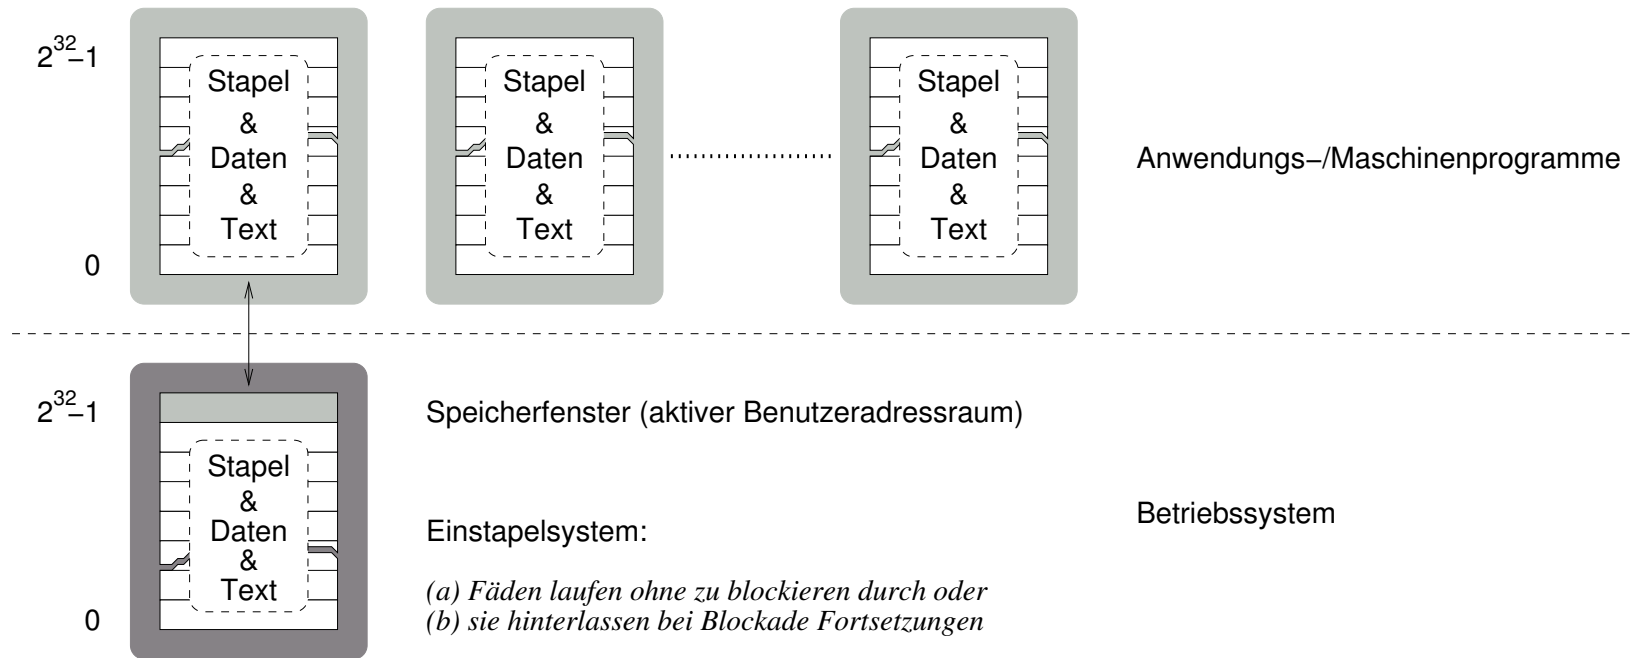 2^32–1
0
Stapel
&
Daten
&
Text
Stapel
&
Daten
&
Text
Stapel
&
Daten
&
Text
Anwendungs–/Maschinenprogramme
2^32–1
0
Stapel
&
Daten
&
Text
Speicherfenster (aktiver Benutzeradressraum)
Einstapelsystem:
(a) Fäden laufen ohne zu blockieren durch oder
(b) sie hinterlassen bei Blockade Fortsetzungen
Betriebssystem